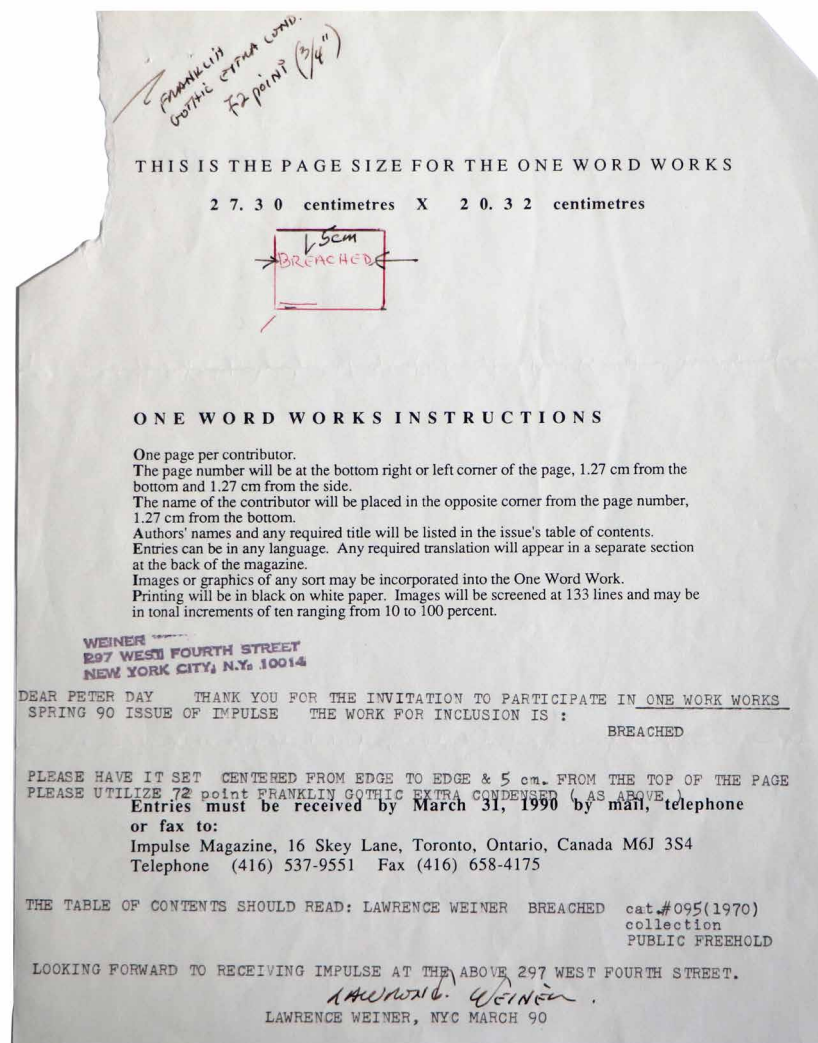 FRANKLIN
GOTHIC EXTRA COND.
72 point (3/4")
THIS IS THE PAGE SIZE FOR THE ONE WORD WORKS
27.30 centimetres X 20.32 centimetres
5cm
BREACHED
ONE WORD WORKS INSTRUCTIONS
One page per contributor.
The page number will be at the bottom right or left corner of the page, 1.27 cm from the
bottom and 1.27 cm from the side.
The name of the contributor will be placed in the opposite corner from the page number,
1.27 cm from the bottom.
Authors' names and any required title will be listed in the issue's table of contents.
Entries can be in any language. Any required translation will appear in a separate section
at the back of the magazine.
Images or graphics of any sort may be incorporated into the One Word Work.
Printing will be in black on white paper. Images will be screened at 133 lines and may be
in tonal increments of ten ranging from 10 to 100 percent.
WEINER
297 WEST FOURTH STREET
NEW YORK CITY, N.Y. 10014
DEAR PETER DAY THANK YOU FOR THE INVITATION TO PARTICIPATE IN ONE WORK WORKS
SPRING 90 ISSUE OF IMPULSE THE WORK FOR INCLUSION IS :
BREACHED
PLEASE HAVE IT SET CENTERED FROM EDGE TO EDGE & 5 cm. FROM THE TOP OF THE PAGE
PLEASE UTILIZE 72 point FRANKLIN GOTHIC EXTRA CONDENSED ( AS ABOVE )
Entries must be received by March 31, 1990 by mail, telephone
or fax to:
Impulse Magazine, 16 Skey Lane, Toronto, Ontario, Canada M6J 3S4
Telephone (416) 537-9551 Fax (416) 658-4175
THE TABLE OF CONTENTS SHOULD READ: LAWRENCE WEINER BREACHED cat.#095(1970)
collection
PUBLIC FREEHOLD
LOOKING FORWARD TO RECEIVING IMPULSE AT THE ABOVE 297 WEST FOURTH STREET.
LAWRENCE WEINER.
LAWRENCE WEINER, NYC MARCH 90